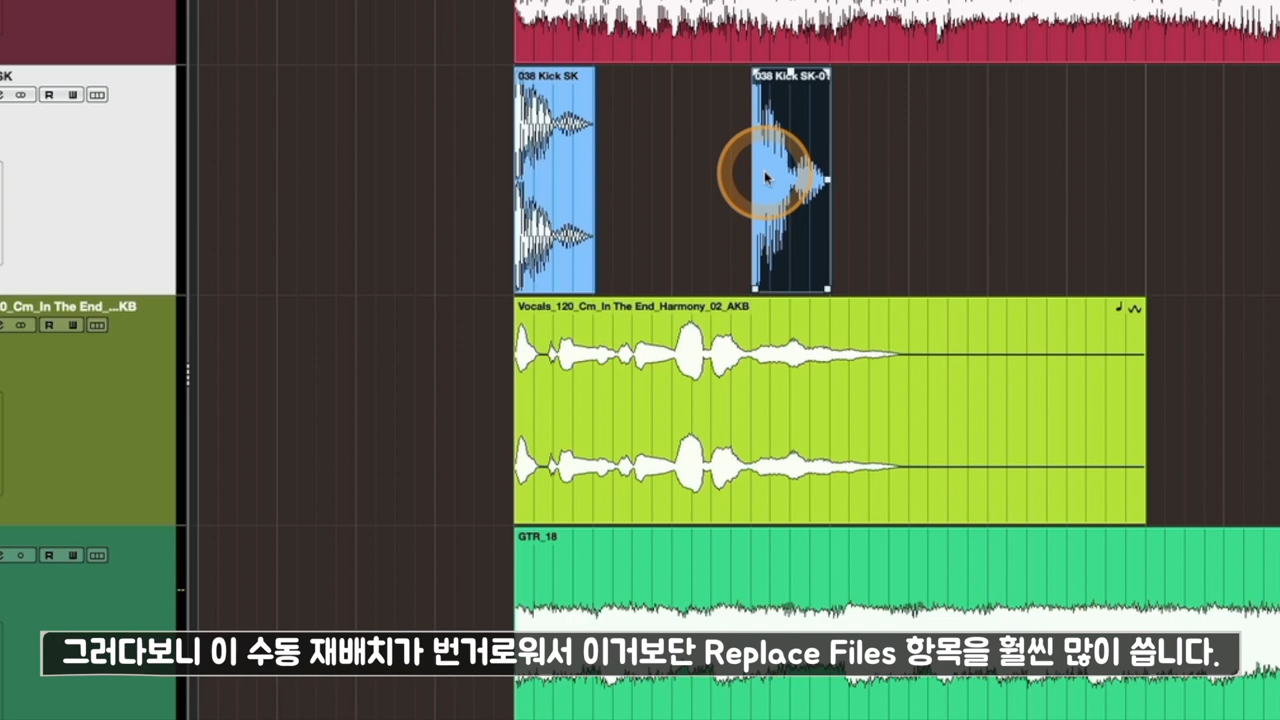 SK
R W
038 Kick SK
038 Kick SK-01
0_Cm_In The End_...KB
R W
Vocals_120_Cm_In The End_Harmony_02_AKB
R W
GTR_18
그러다보니 이 수동 재배치가 번거로워서 이거보단 Replace Files 항목을 훨씬 많이 씁니다.